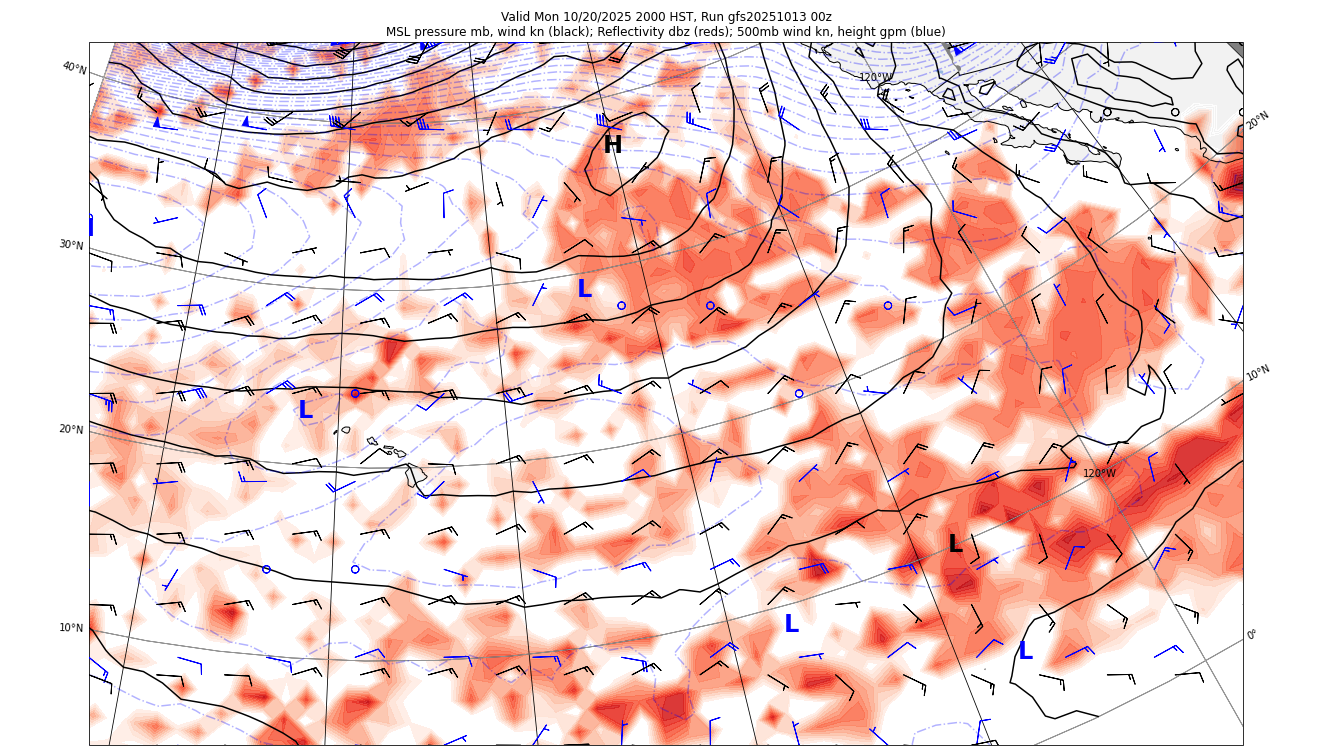 Valid Mon 10/20/2025 2000 HST, Run gfs20251013 00z
MSL pressure mb, wind kn (black); Reflectivity dbz (reds); 500mb wind kn, height gpm (blue)
40°N
120°W
20°N
H
30°N
L
10°N
L
20°N
120°W
L
10°N
L
0°
L